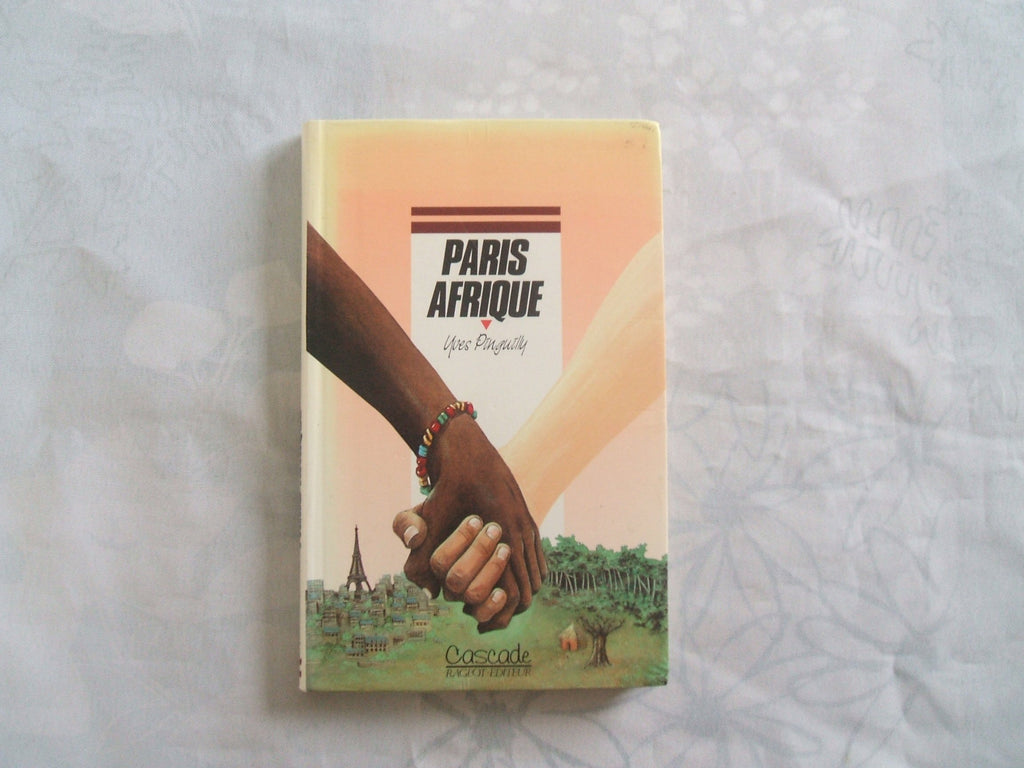 PARIS
AFRIQUE
Yves Pinguilly
Cascade
RAGEOT·EDITEUR